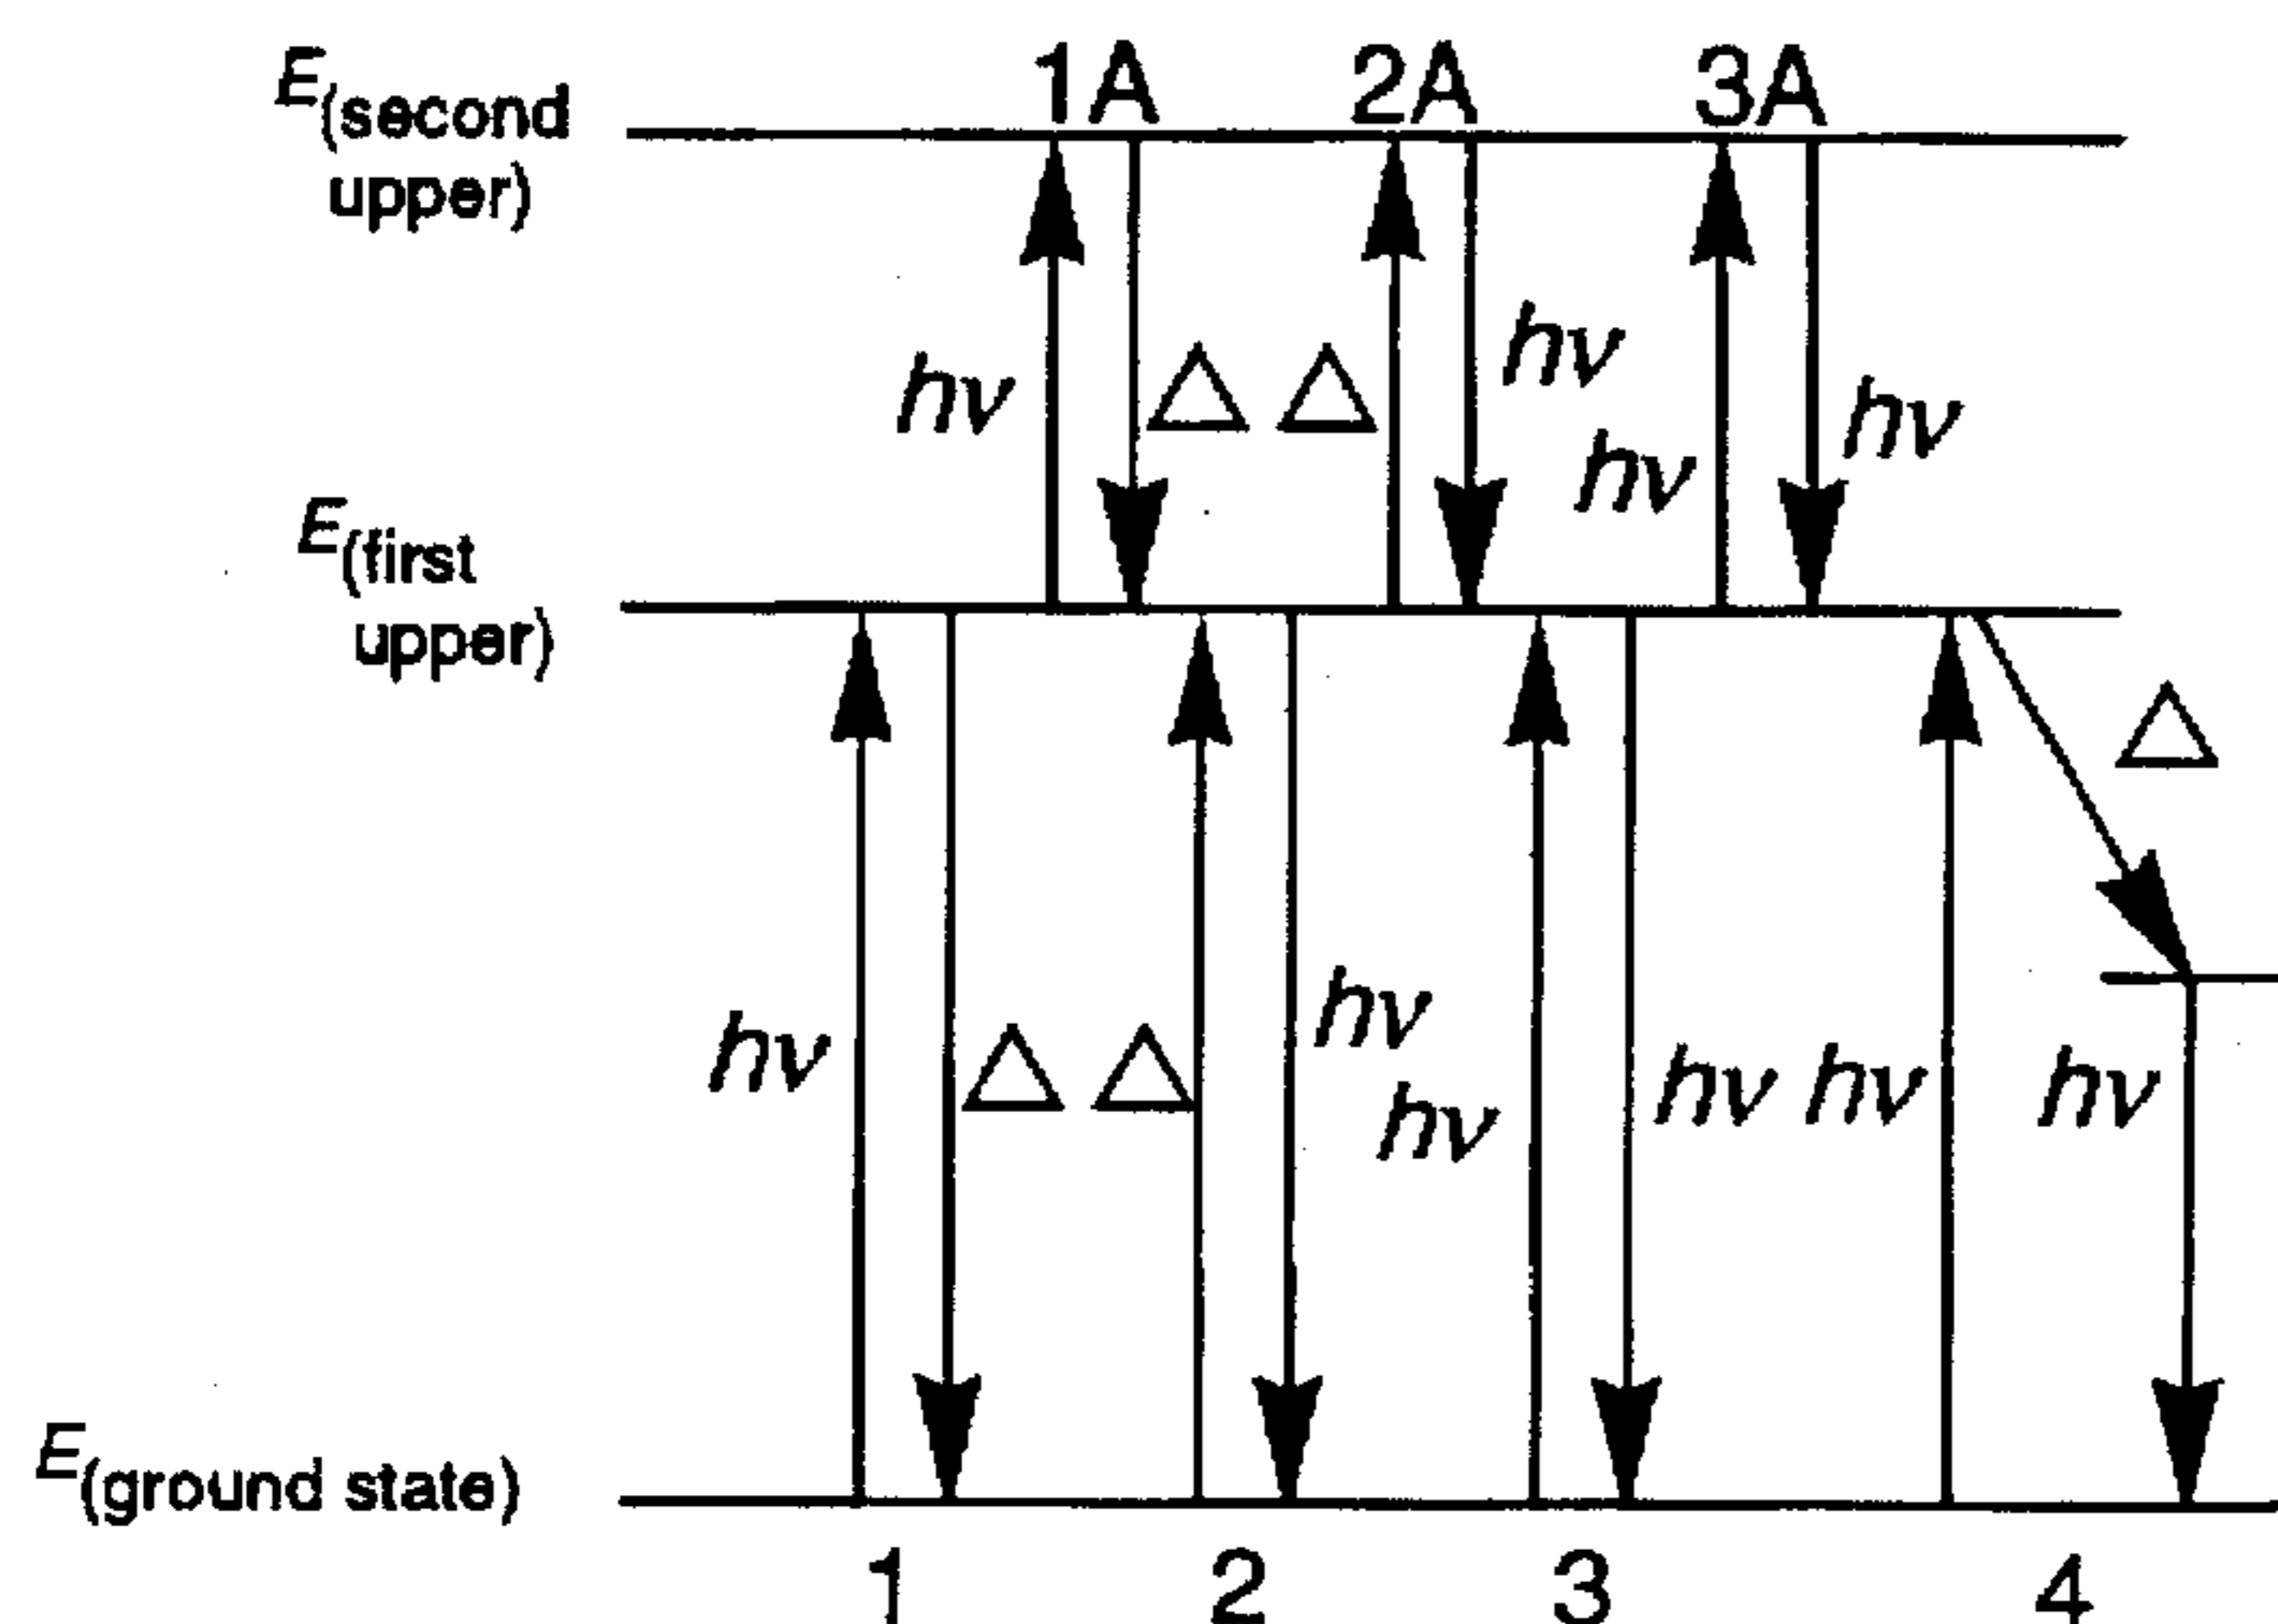 E(second upper)
1A 2A 3A
hν △ △ hν hν hν
E(first upper)
△
hν △ △ hν hν hν hν hν
E(ground state)
1 2 3 4